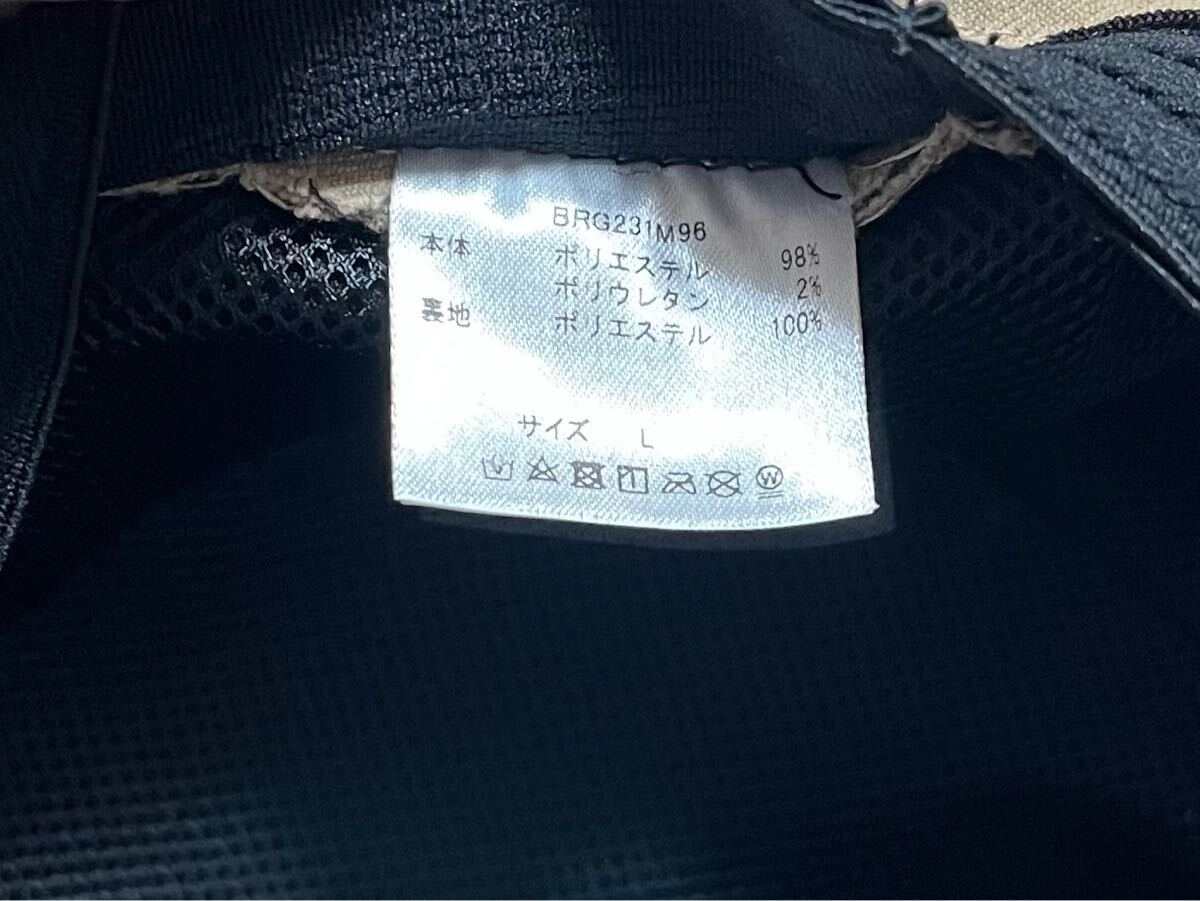 BRG231M96
本体 ポリエステル 98%
ポリウレタン 2%
裏地 ポリエステル 100%
サイズ L
W